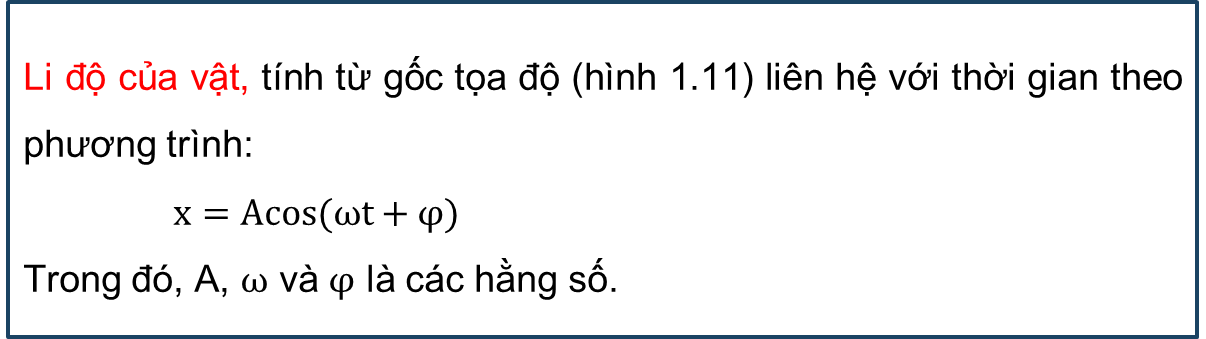 Li độ của vật, tính từ gốc tọa độ (hình 1.11) liên hệ với thời gian theo
phương trình:
x = Acos(ωt + φ)
Trong đó, A, ω và φ là các hằng số.